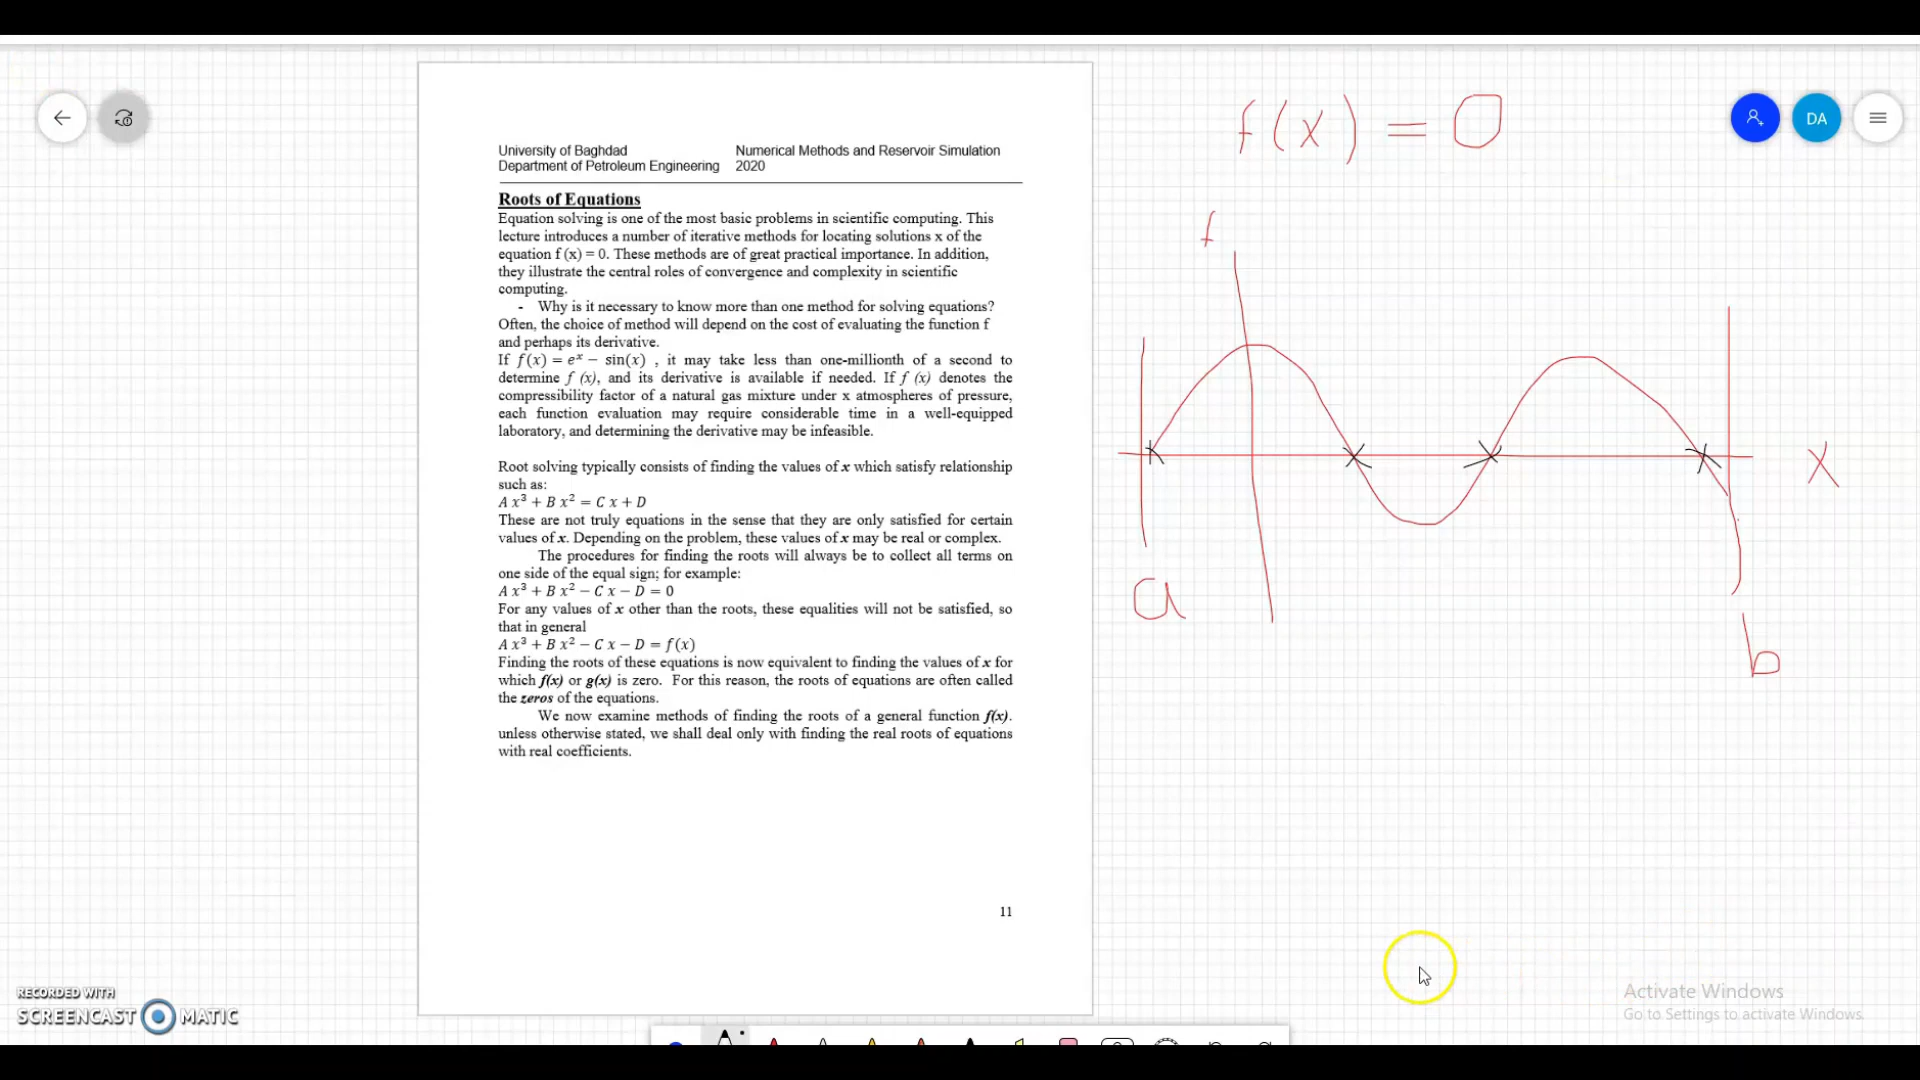 University of Baghdad Numerical Methods and Reservoir Simulation
Department of Petroleum Engineering 2020
Roots of Equations
Equation solving is one of the most basic problems in scientific computing. This
lecture introduces a number of iterative methods for locating solutions x of the
equation f (x) = 0. These methods are of great practical importance. In addition,
they illustrate the central roles of convergence and complexity in scientific
computing.
- Why is it necessary to know more than one method for solving equations?
Often, the choice of method will depend on the cost of evaluating the function f
and perhaps its derivative.
If f(x) = eˣ − sin(x) , it may take less than one-millionth of a second to
determine f (x), and its derivative is available if needed. If f (x) denotes the
compressibility factor of a natural gas mixture under x atmospheres of pressure,
each function evaluation may require considerable time in a well-equipped
laboratory, and determining the derivative may be infeasible.
Root solving typically consists of finding the values of x which satisfy relationship
such as:
A x³ + B x² = C x + D
These are not truly equations in the sense that they are only satisfied for certain
values of x. Depending on the problem, these values of x may be real or complex.
The procedures for finding the roots will always be to collect all terms on
one side of the equal sign; for example:
A x³ + B x² − C x − D = 0
For any values of x other than the roots, these equalities will not be satisfied, so
that in general
A x³ + B x² − C x − D = f(x)
Finding the roots of these equations is now equivalent to finding the values of x for
which f(x) or g(x) is zero. For this reason, the roots of equations are often called
the zeros of the equations.
We now examine methods of finding the roots of a general function f(x).
unless otherwise stated, we shall deal only with finding the real roots of equations
with real coefficients.
11
f(x) = 0
f
x
a
b
DA
RECORDED WITH
SCREENCAST MATIC
Activate Windows
Go to Settings to activate Windows.